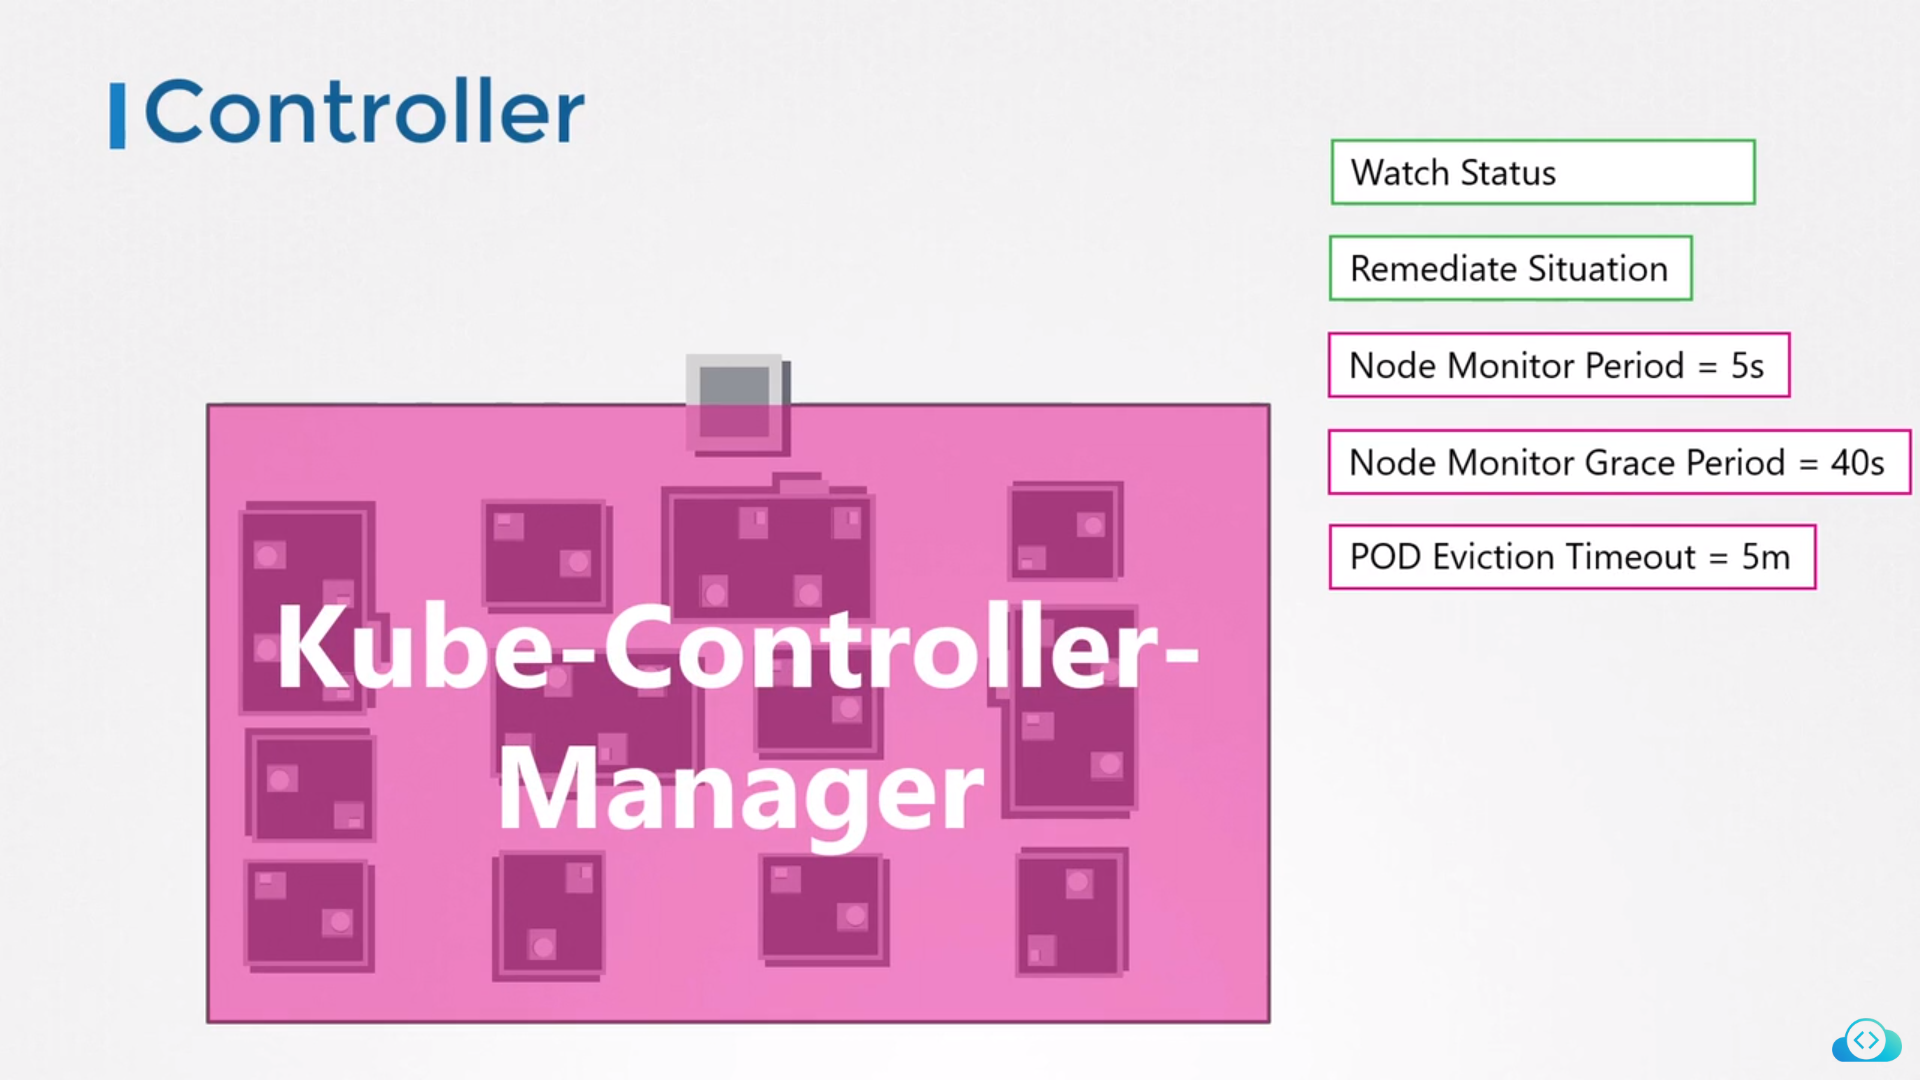 Controller
Watch Status
Remediate Situation
Node Monitor Period = 5s
Node Monitor Grace Period = 40s
POD Eviction Timeout = 5m
Kube-Controller-
Manager